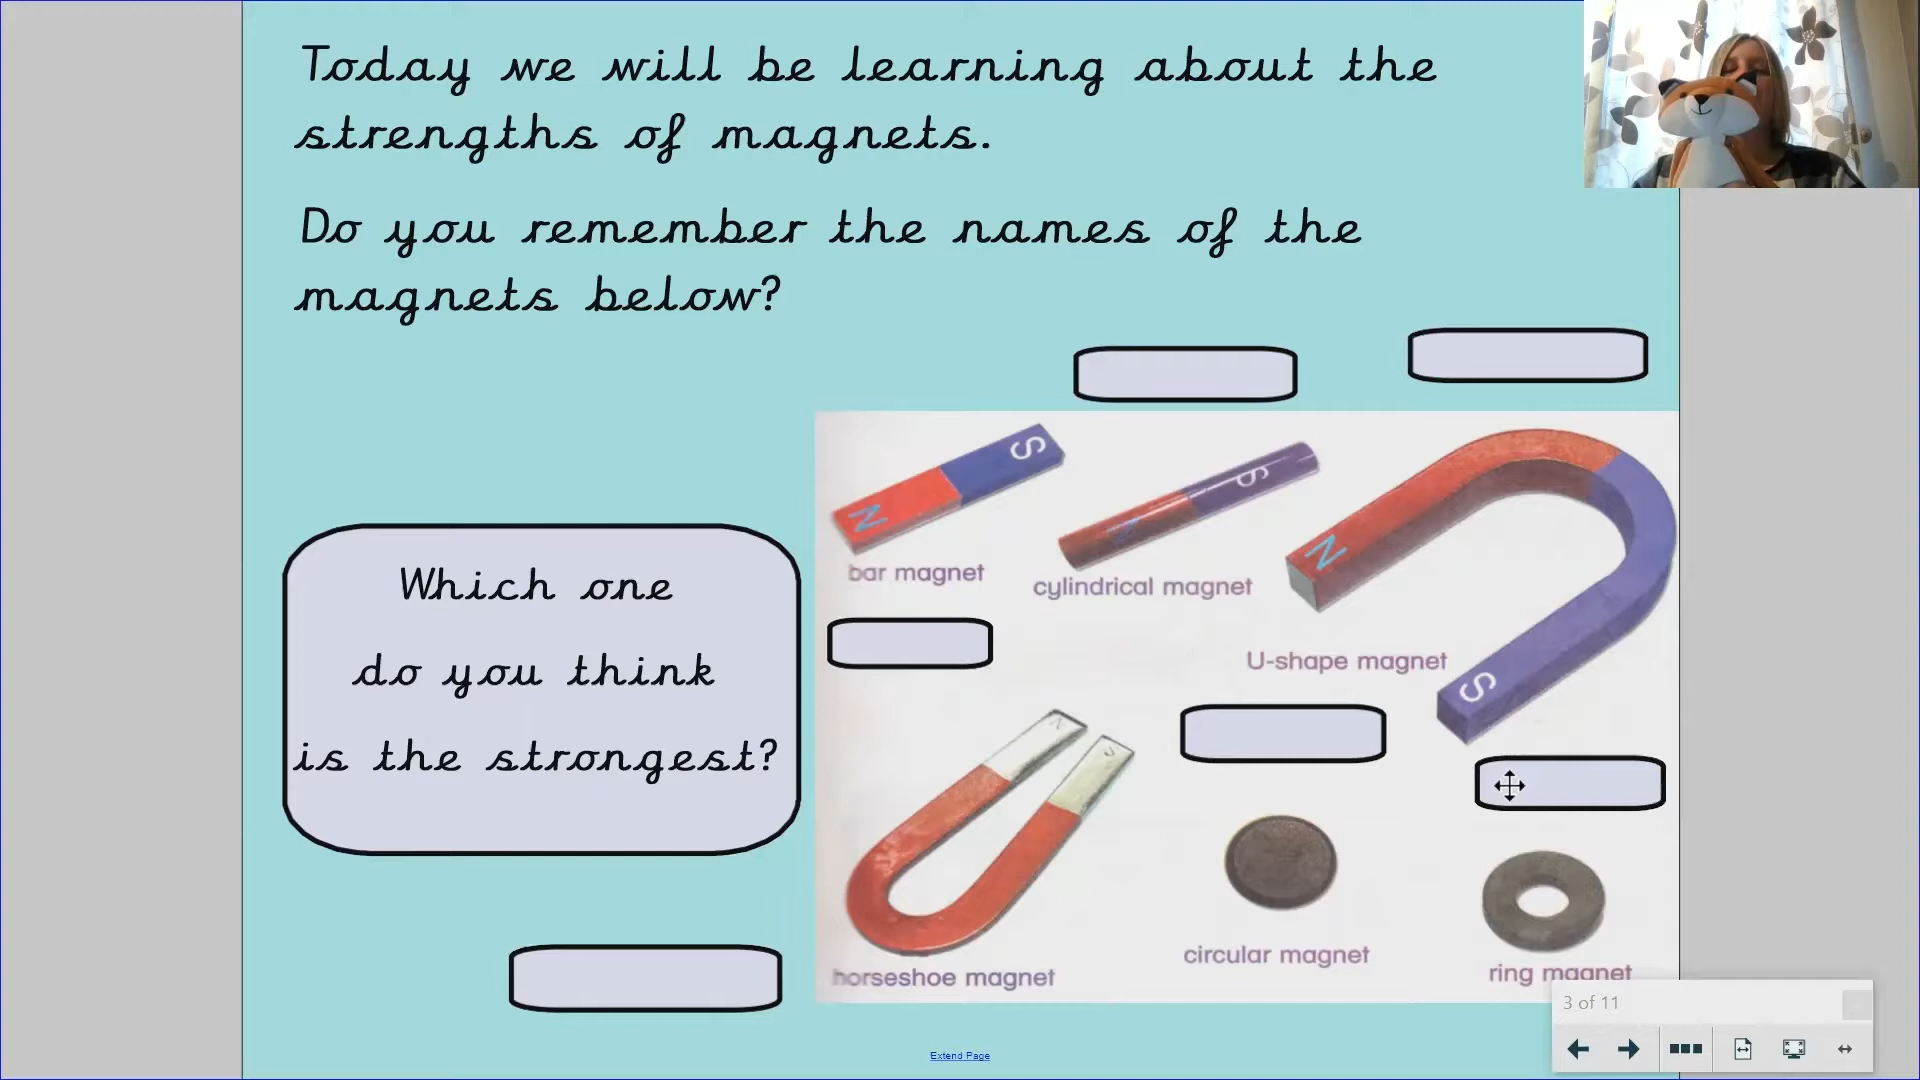 Today we will be learning about the
strengths of magnets.
Do you remember the names of the
magnets below?
Which one
do you think
is the strongest?
N
S
bar magnet
cylindrical magnet
N
S
U-shape magnet
N
S
horseshoe magnet
circular magnet
ring magnet
3 of 11
Extend Page